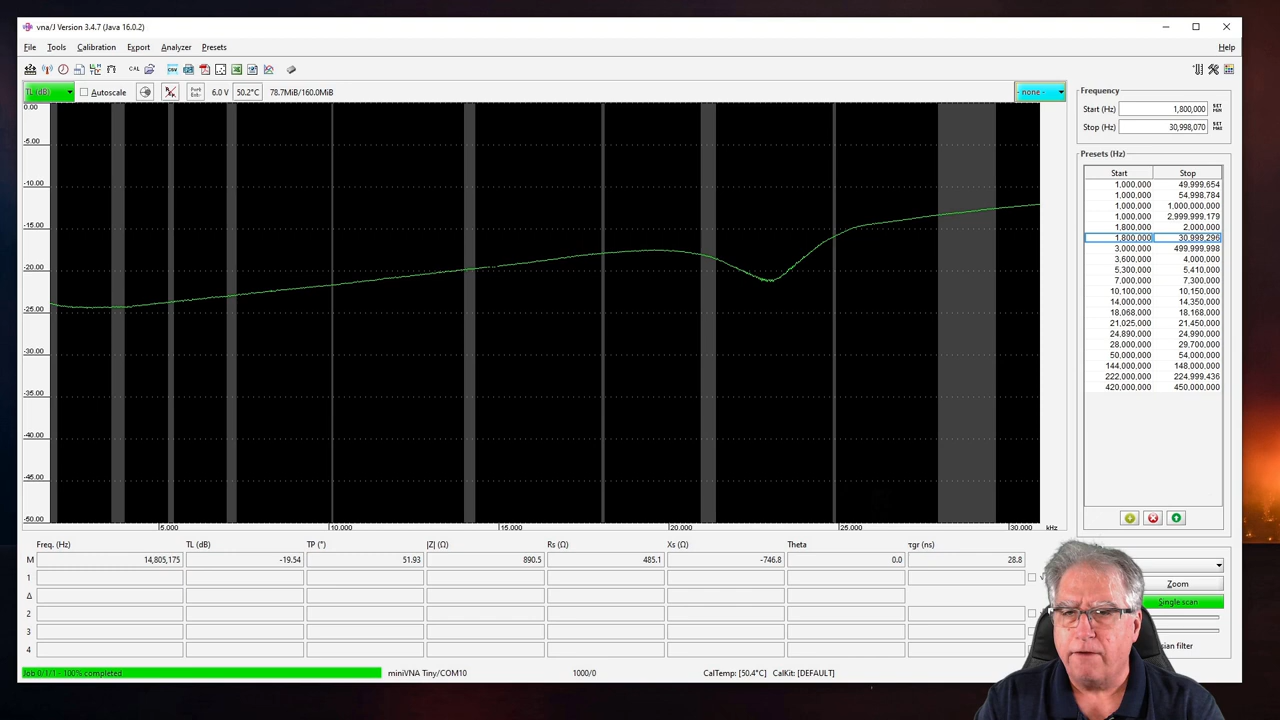 vna/J Version 3.4.7 (Java 16.0.2)
File Tools Calibration Export Analyzer Presets Help
CAL CSV
TL (dB) Autoscale 6.0 V 50.2°C 78.7MiB/160.0MiB - none -
Frequency
Start (Hz) 1,800,000
Stop (Hz) 30,998,070
Presets (Hz)
Start Stop
1,000,000 49,999,654
1,000,000 54,998,784
1,000,000 1,000,000,000
1,000,000 2,999,999,179
1,800,000 2,000,000
1,800,000 30,999,296
3,000,000 499,999,998
3,600,000 4,000,000
5,300,000 5,410,000
7,000,000 7,300,000
10,100,000 10,150,000
14,000,000 14,350,000
18,068,000 18,168,000
21,025,000 21,450,000
24,890,000 24,990,000
28,000,000 29,700,000
50,000,000 54,000,000
144,000,000 148,000,000
222,000,000 224,999,436
420,000,000 450,000,000
0.00
-5.00
-10.00
-15.00
-20.00
-25.00
-30.00
-35.00
-40.00
-45.00
-50.00
5.000 10.000 15.000 20.000 25.000 30.000 kHz
Freq. (Hz) TL (dB) TP (°) |Z| (Ω) Rs (Ω) Xs (Ω) Theta τgr (ns)
M 14,805,175 -19.54 51.93 890.5 485.1 -746.8 0.0 28.8
1
Δ
2
3
4
Zoom
Single scan
Job 0/1/1 - 100% completed miniVNA Tiny/COM10 1000/0 CalTemp: [50.4°C] CalKit: [DEFAULT]